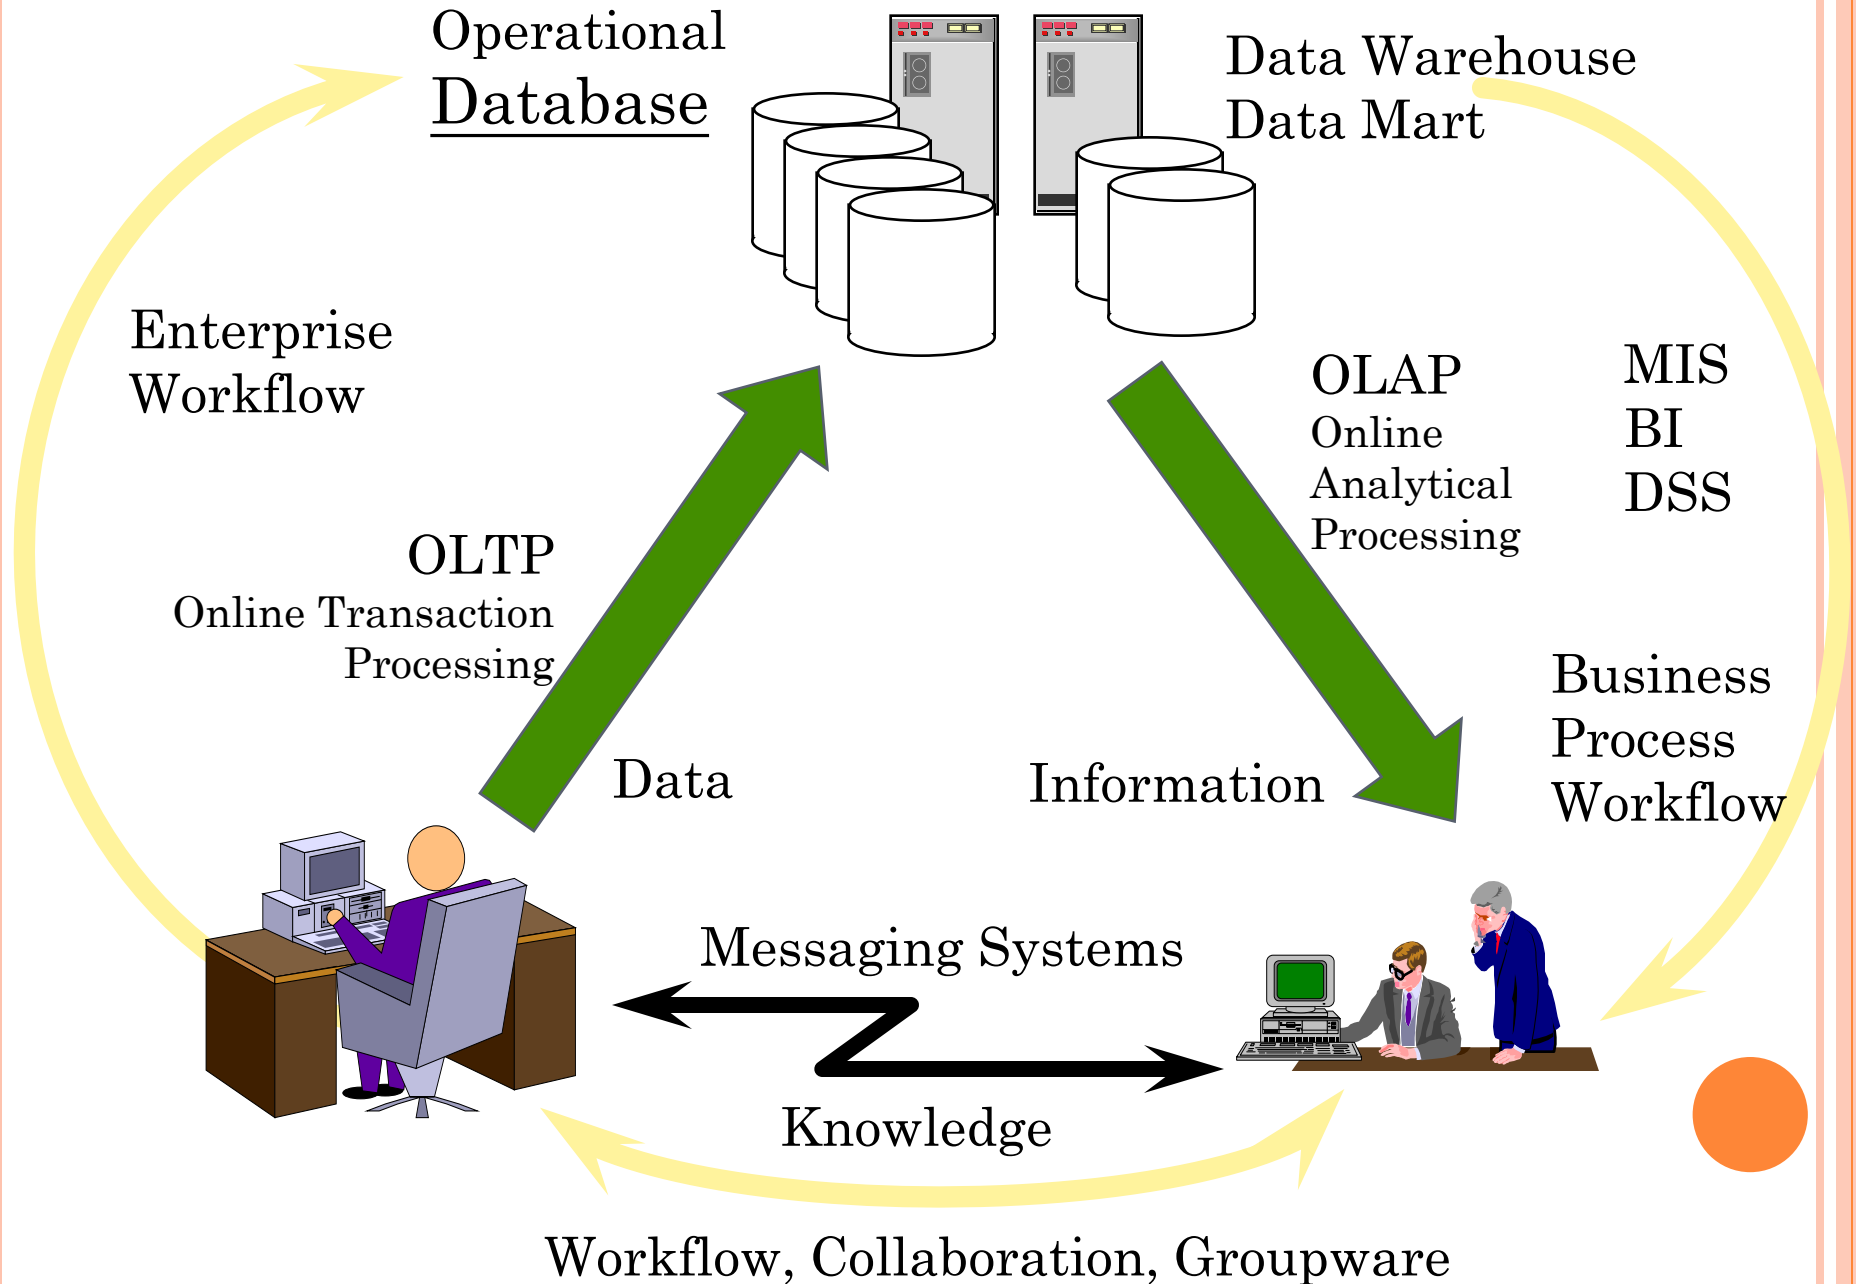 Operational
Database
Data Warehouse
Data Mart
Enterprise
Workflow
OLAP
Online
Analytical
Processing
MIS
BI
DSS
OLTP
Online Transaction
Processing
Business
Process
Workflow
Data
Information
Messaging Systems
Knowledge
Workflow, Collaboration, Groupware